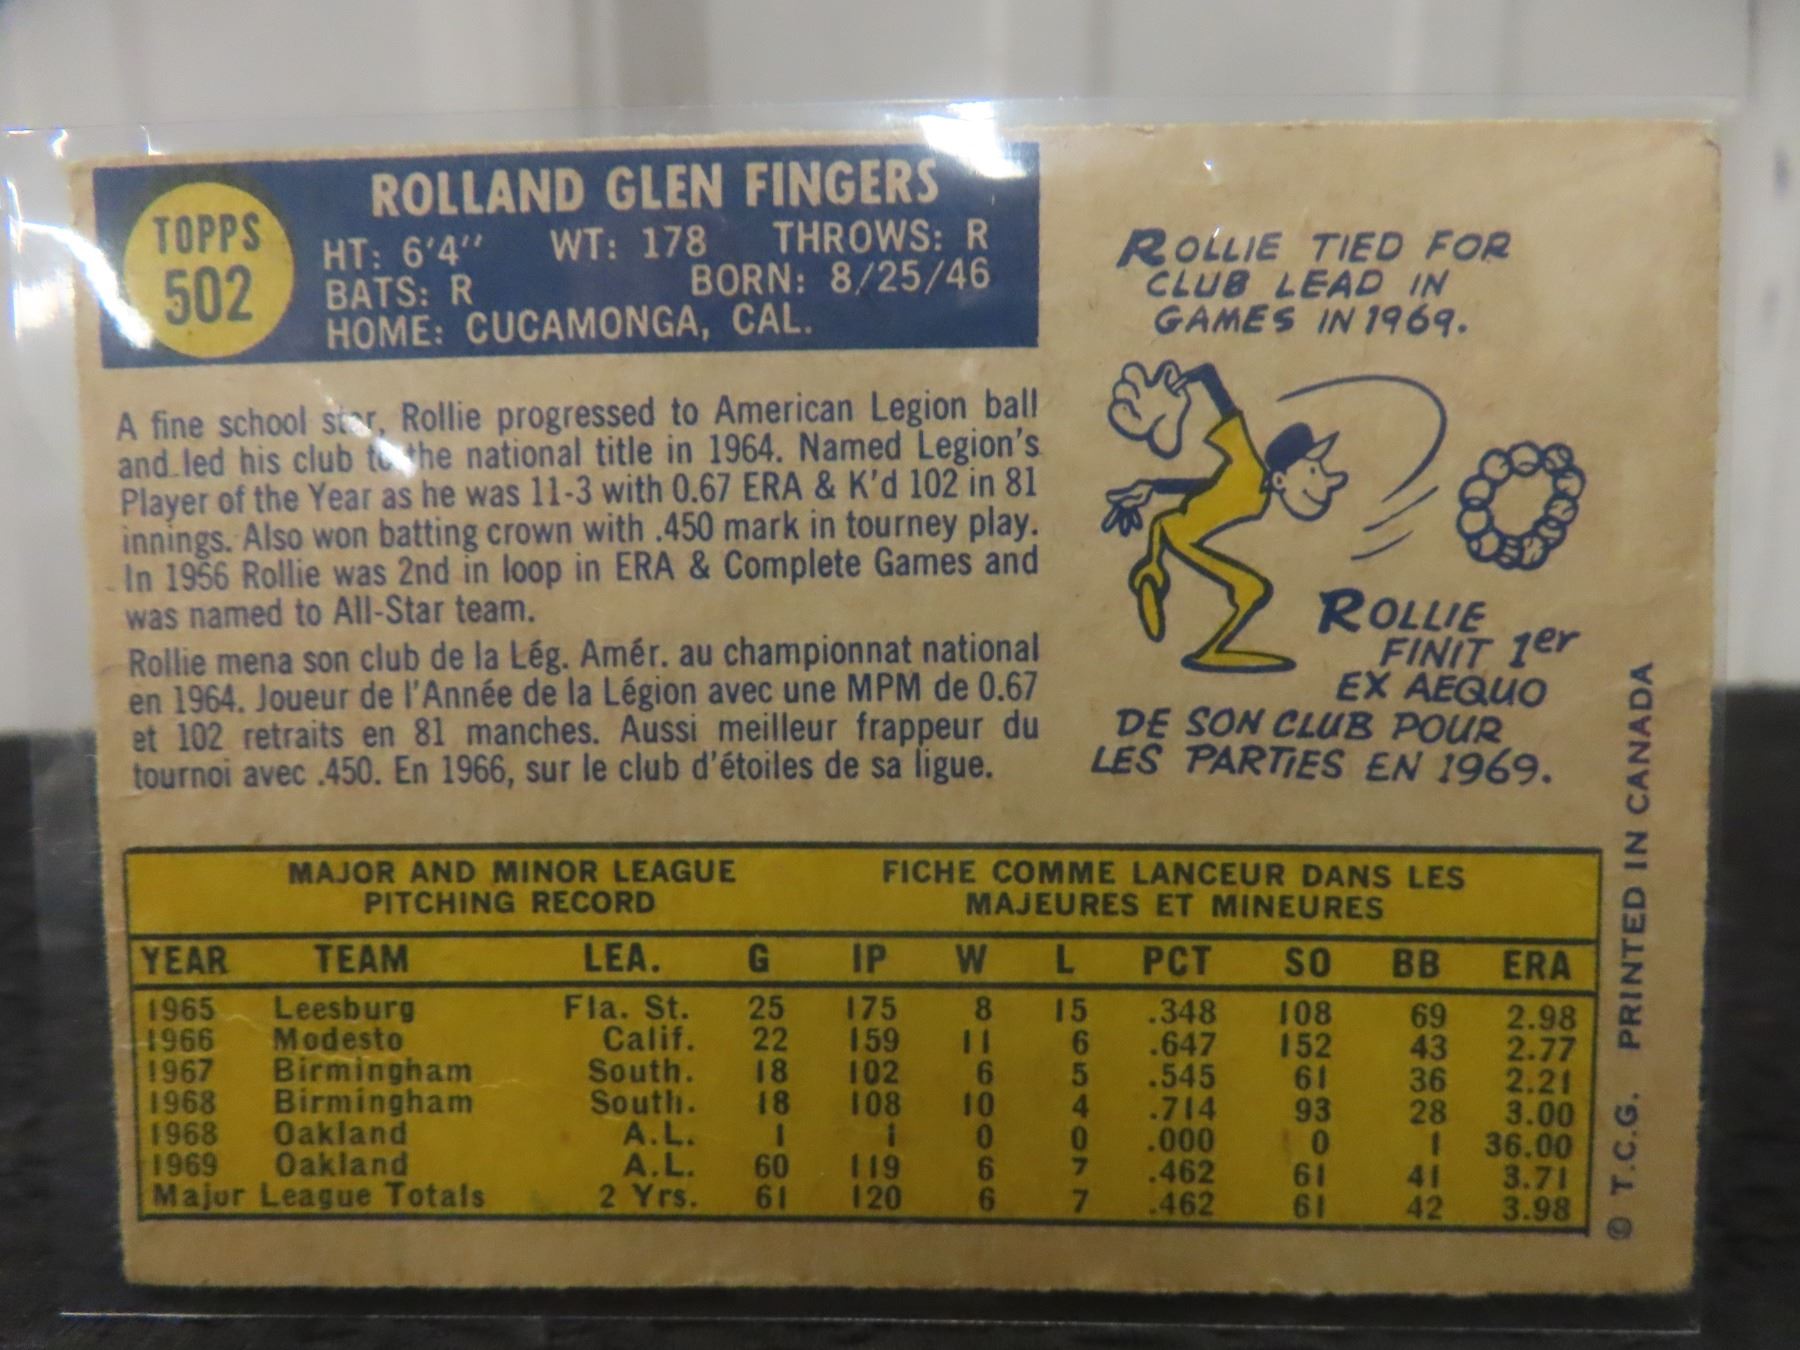 TOPPS
502
ROLLAND GLEN FINGERS
HT: 6'4" WT: 178 THROWS: R
BATS: R BORN: 8/25/46
HOME: CUCAMONGA, CAL.
A fine school star, Rollie progressed to American Legion ball
and led his club to the national title in 1964. Named Legion's
Player of the Year as he was 11-3 with 0.67 ERA & K'd 102 in 81
innings. Also won batting crown with .450 mark in tourney play.
In 1966 Rollie was 2nd in loop in ERA & Complete Games and
was named to All-Star team.
Rollie mena son club de la Lég. Amér. au championnat national
en 1964. Joueur de l'Année de la Légion avec une MPM de 0.67
et 102 retraits en 81 manches. Aussi meilleur frappeur du
tournoi avec .450. En 1966, sur le club d'étoiles de sa ligue.
ROLLIE TIED FOR
CLUB LEAD IN
GAMES IN 1969.
ROLLIE
FINIT 1er
EX AEQUO
DE SON CLUB POUR
LES PARTIES EN 1969.
MAJOR AND MINOR LEAGUE
PITCHING RECORD
FICHE COMME LANCEUR DANS LES
MAJEURES ET MINEURES
YEAR TEAM LEA. G IP W L PCT SO BB ERA
1965 Leesburg Fla. St. 25 175 8 15 .348 108 69 2.98
1966 Modesto Calif. 22 159 11 6 .647 152 43 2.77
1967 Birmingham South. 18 102 6 5 .545 61 36 2.21
1968 Birmingham South. 18 108 10 4 .714 93 28 3.00
1968 Oakland A.L. 1 1 0 0 .000 0 1 36.00
1969 Oakland A.L. 60 119 6 7 .462 61 41 3.71
Major League Totals 2 Yrs. 61 120 6 7 .462 61 42 3.98
© T.C.G. PRINTED IN CANADA